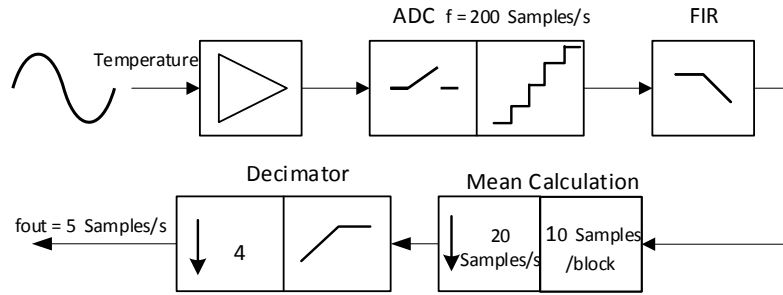 ADC f = 200 Samples/s
FIR
Temperature
Decimator
Mean Calculation
fout = 5 Samples/s
4
20
Samples/s
10 Samples
/block